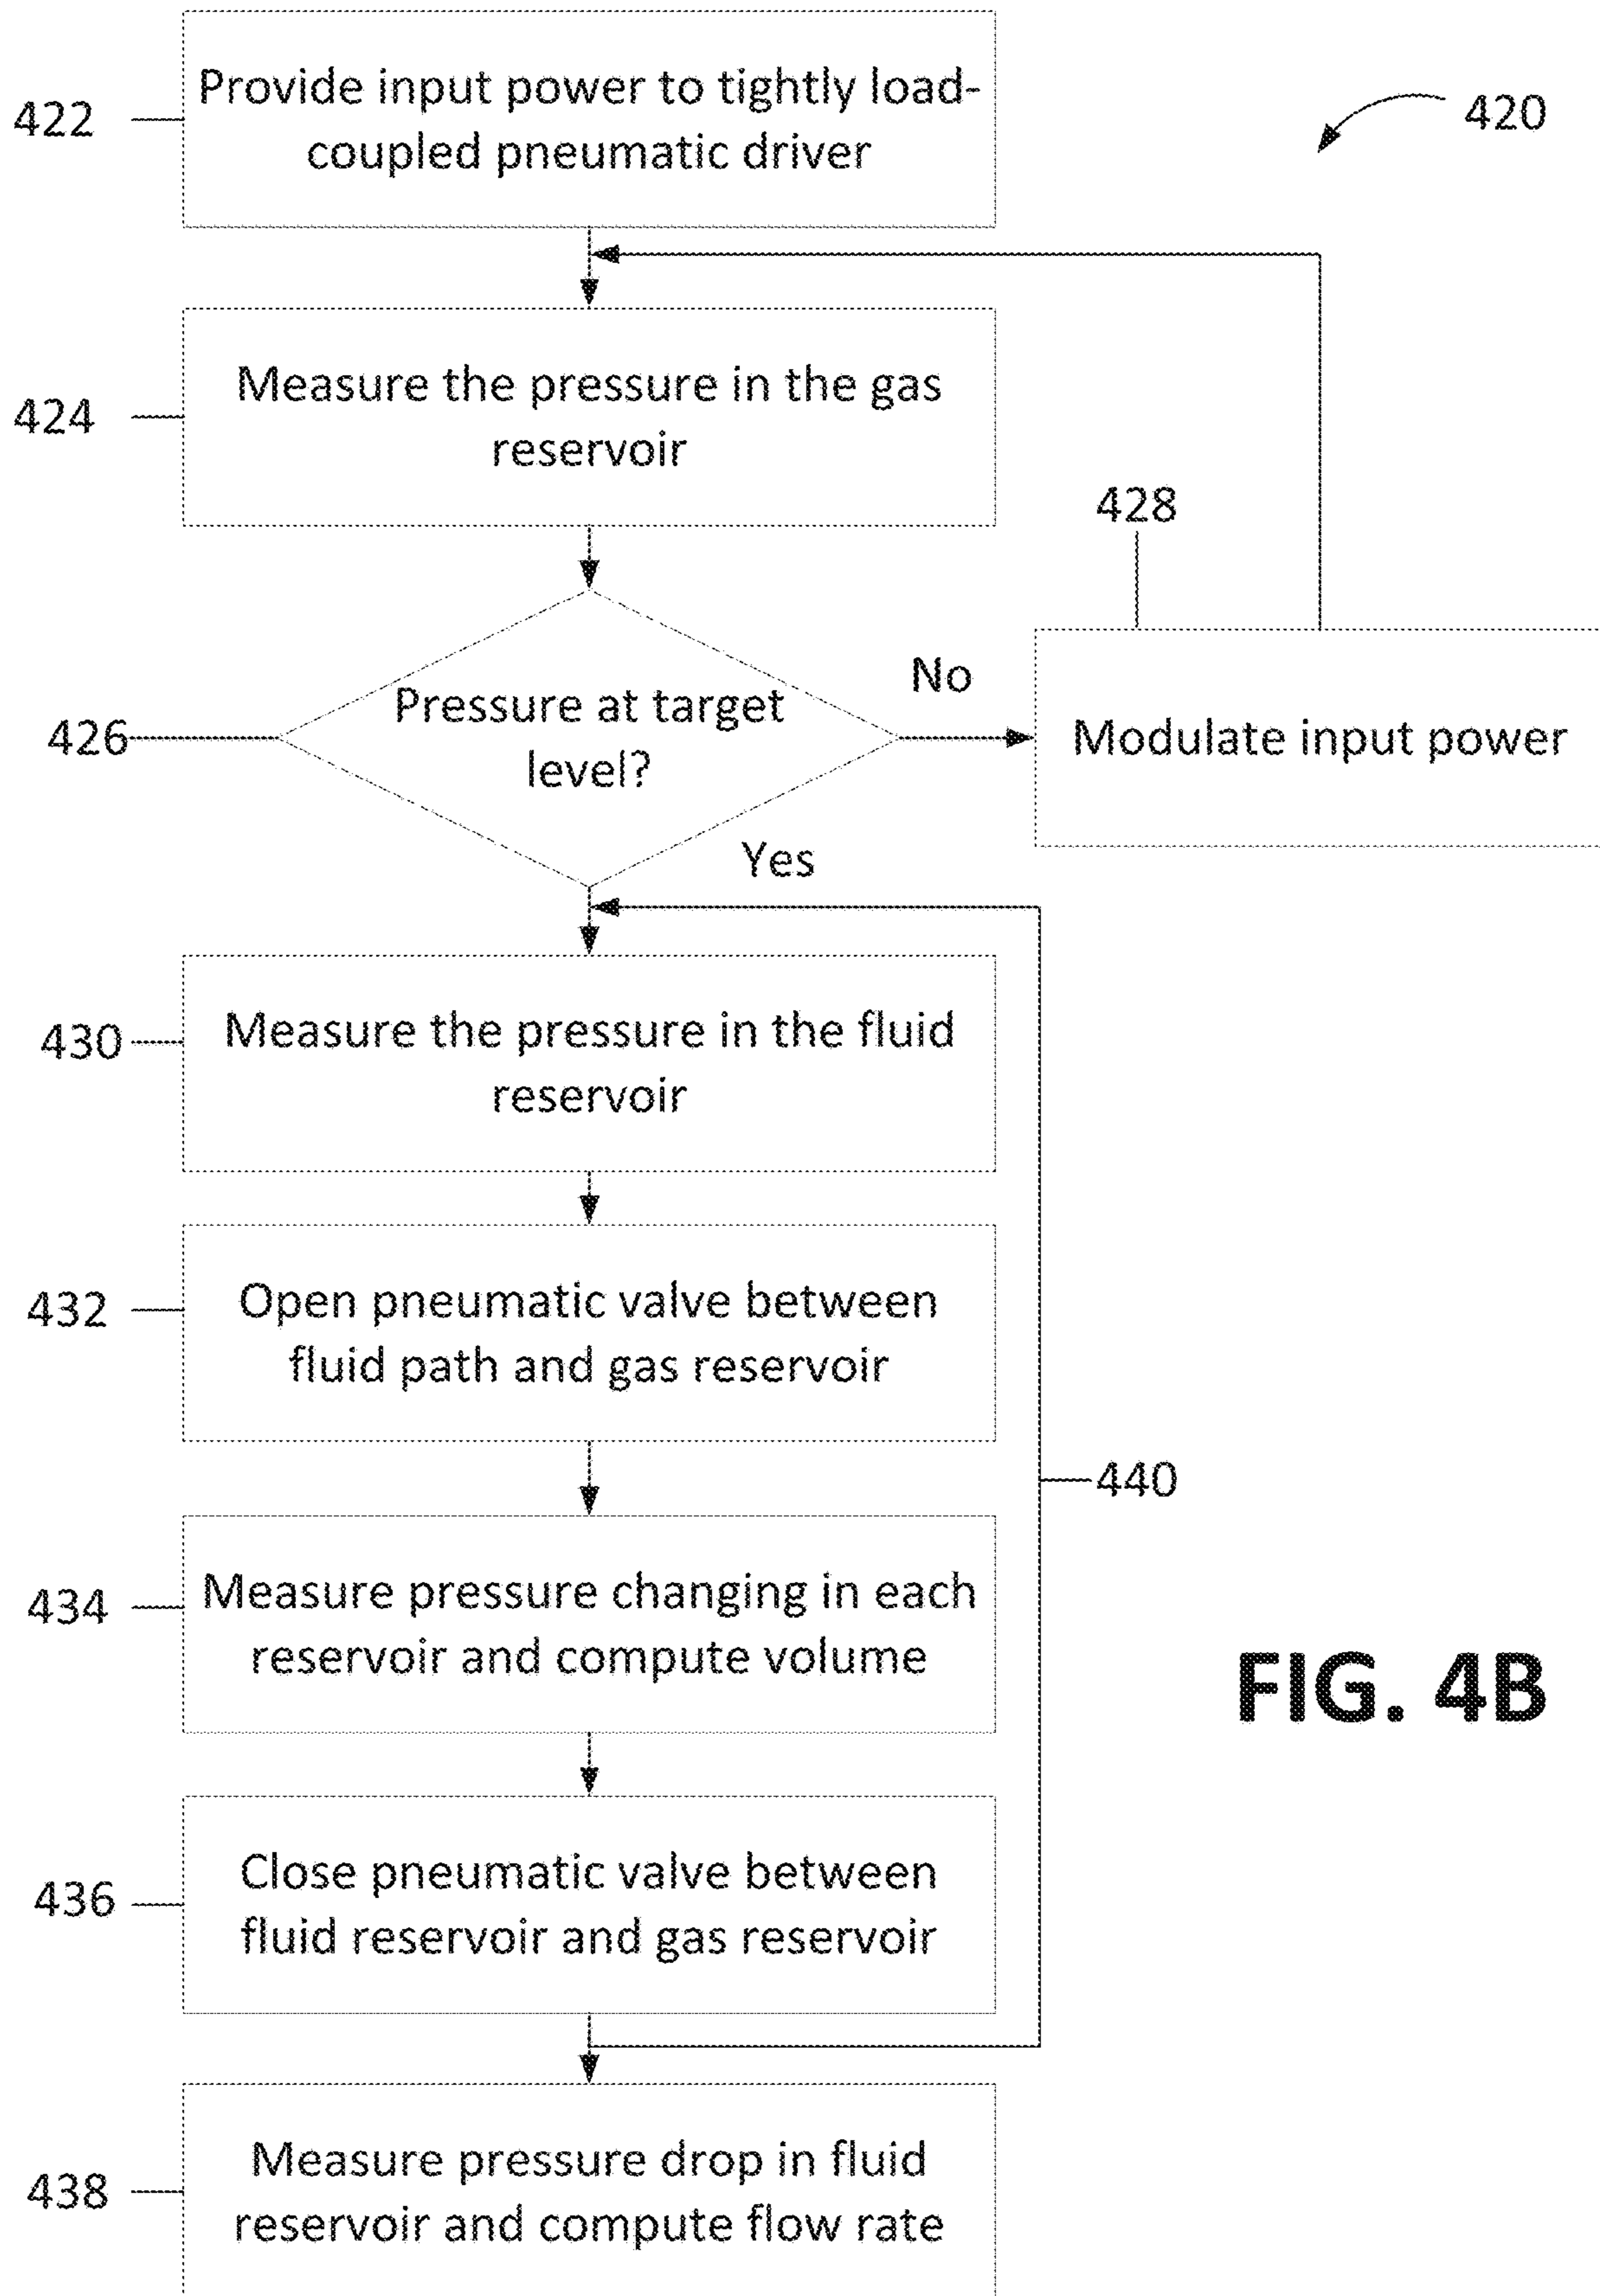 Provide input power to tightly load-
coupled pneumatic driver
422
420
Measure the pressure in the gas
reservoir
424
428
Pressure at target
level?
426
No
Modulate input power
Yes
Measure the pressure in the fluid
reservoir
430
Open pneumatic valve between
fluid path and gas reservoir
432
440
Measure pressure changing in each
reservoir and compute volume
434
FIG. 4B
Close pneumatic valve between
fluid reservoir and gas reservoir
436
Measure pressure drop in fluid
reservoir and compute flow rate
438